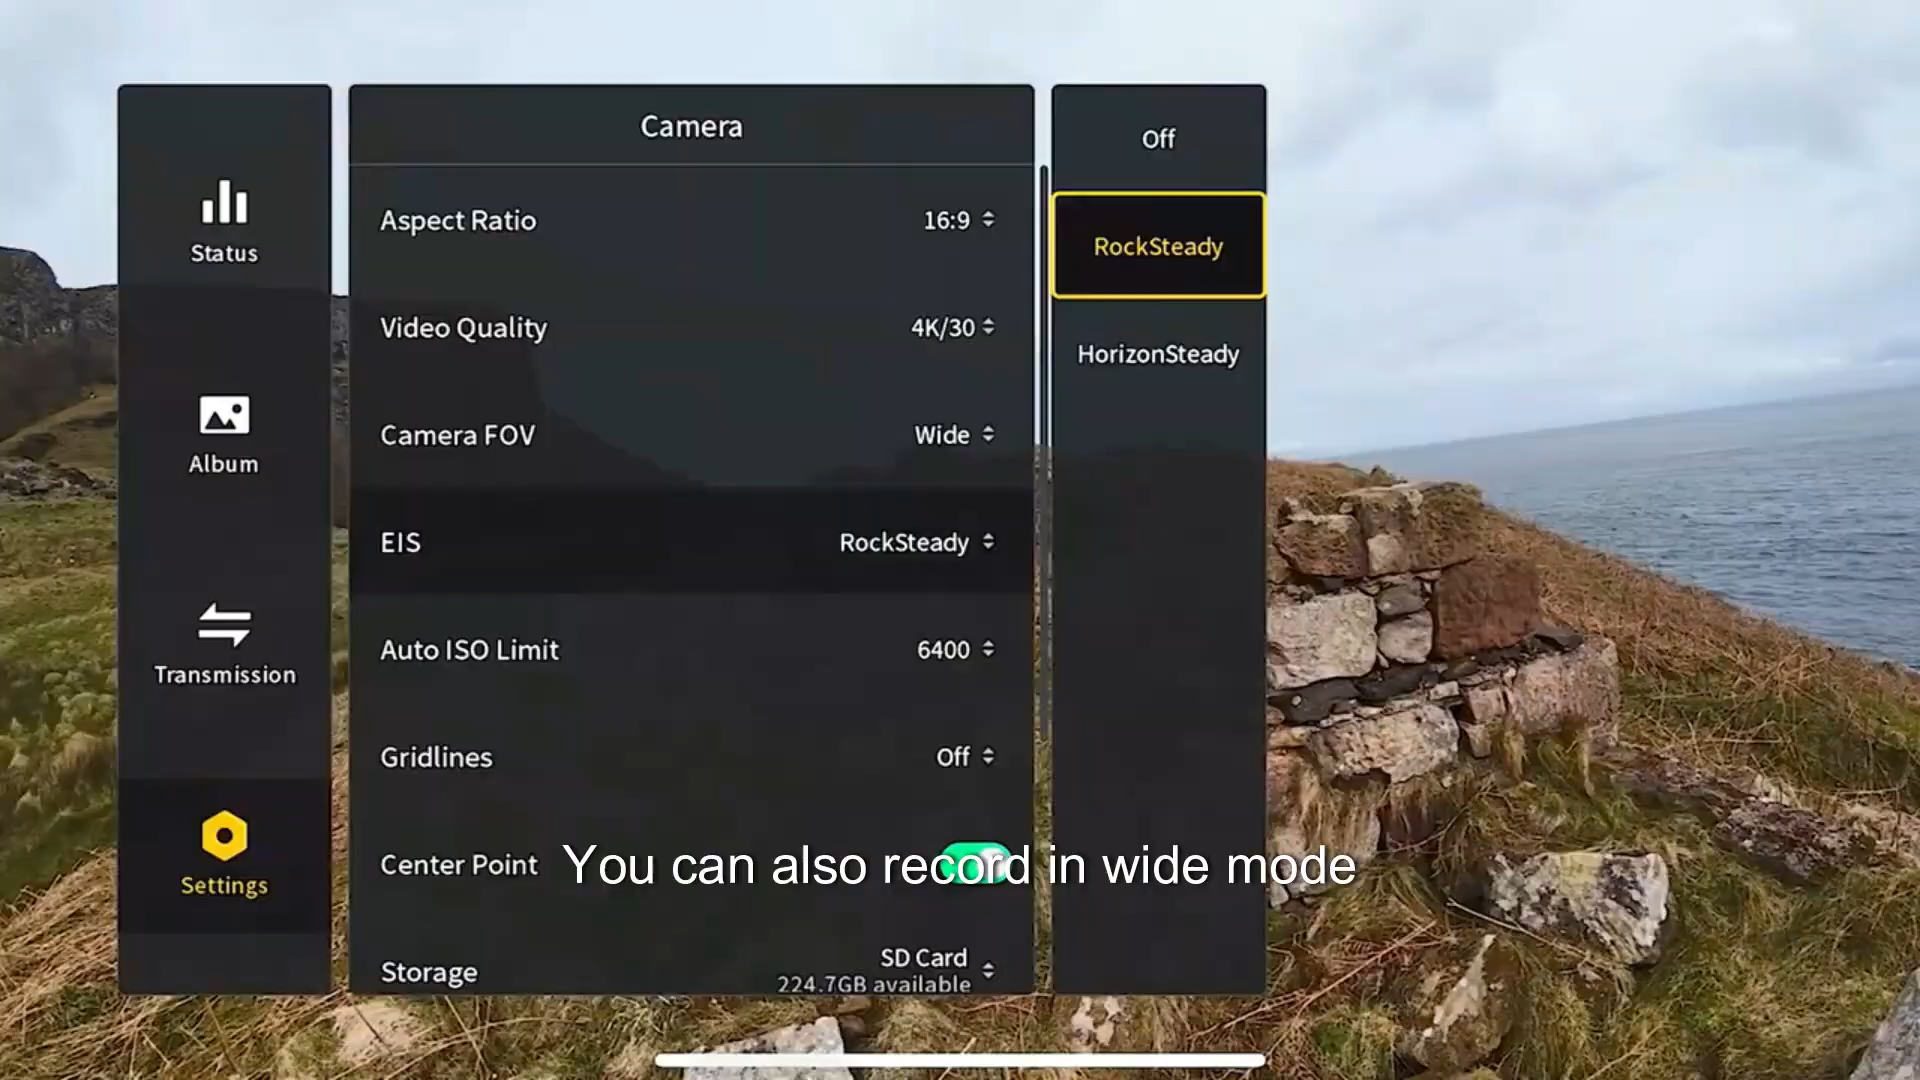 Status
Album
Transmission
Settings
Camera
Aspect Ratio 16:9
Video Quality 4K/30
Camera FOV Wide
EIS RockSteady
Auto ISO Limit 6400
Gridlines Off
Center Point
Storage SD Card
224.7GB available
Off
RockSteady
HorizonSteady
You can also record in wide mode